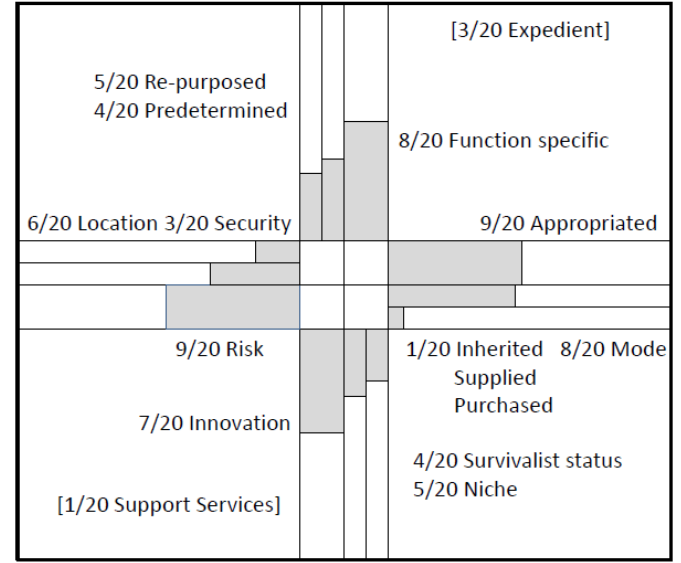 [3/20 Expedient]
5/20 Re-purposed
4/20 Predetermined
8/20 Function specific
6/20 Location 3/20 Security
9/20 Appropriated
9/20 Risk
1/20 Inherited 8/20 Mode
Supplied
Purchased
7/20 Innovation
4/20 Survivalist status
5/20 Niche
[1/20 Support Services]